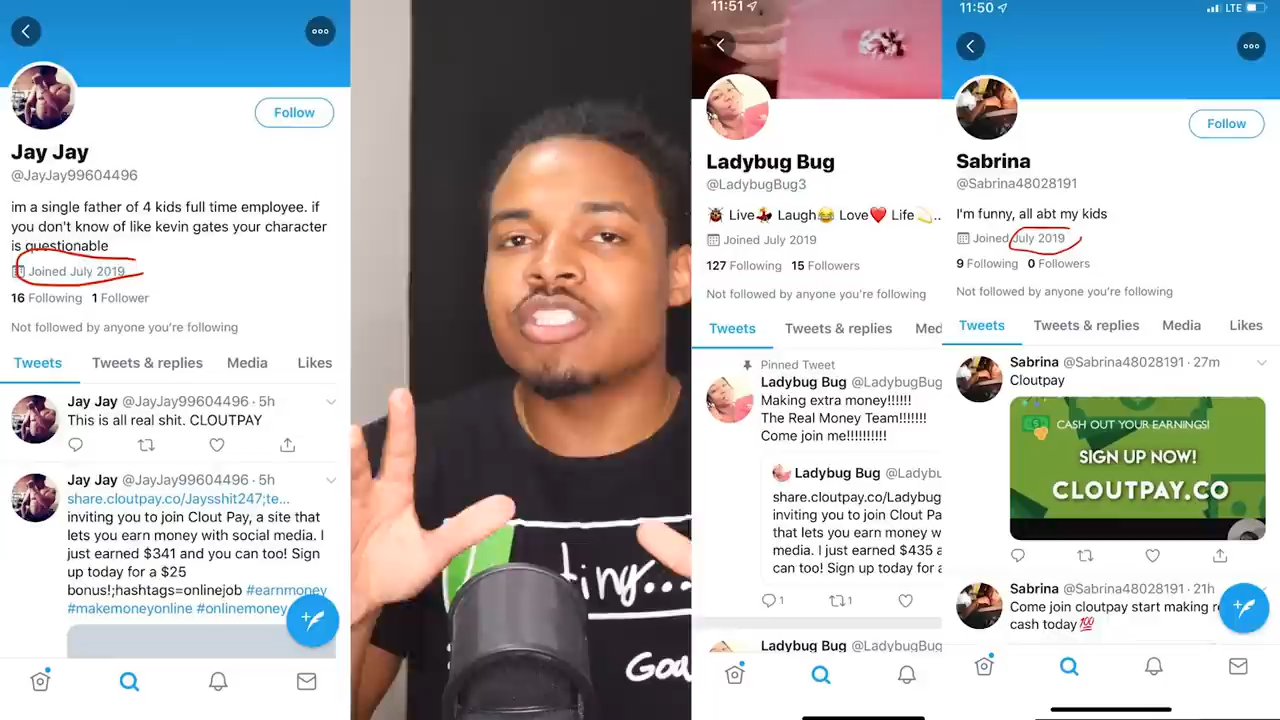 Jay Jay
@JayJay99604496
Follow
im a single father of 4 kids full time employee. if
you don't know of like kevin gates your character
is questionable
Joined July 2019
16 Following 1 Follower
Not followed by anyone you're following
Tweets Tweets & replies Media Likes
Jay Jay @JayJay99604496 · 5h
This is all real shit. CLOUTPAY
Jay Jay @JayJay99604496 · 5h
share.cloutpay.co/Jaysshit247;te...
inviting you to join Clout Pay, a site that
lets you earn money with social media. I
just earned $341 and you can too! Sign
up today for a $25
bonus!;hashtags=onlinejob #earnmoney
#makemoneyonline #onlinemoney
ting...
Goa
11:51
Ladybug Bug
@LadybugBug3
🐞 Live💃 Laugh😂 Love❤️ Life💫..
Joined July 2019
127 Following 15 Followers
Not followed by anyone you're following
Tweets Tweets & replies Med
Pinned Tweet
Ladybug Bug @LadybugBug
Making extra money!!!!!!
The Real Money Team!!!!!!!
Come join me!!!!!!!!!!
Ladybug Bug @Ladybu
share.cloutpay.co/Ladybug
inviting you to join Clout Pa
that lets you earn money w
media. I just earned $435 a
can too! Sign up today for a
1 1
Ladybug Bug @LadybugBug
11:50 LTE
Follow
Sabrina
@Sabrina48028191
I'm funny, all abt my kids
Joined July 2019
9 Following 0 Followers
Not followed by anyone you're following
Tweets Tweets & replies Media Likes
Sabrina @Sabrina48028191 · 27m
Cloutpay
CASH OUT YOUR EARNINGS!
SIGN UP NOW!
CLOUTPAY.CO
Sabrina @Sabrina48028191 · 21h
Come join cloutpay start making r
cash today💯